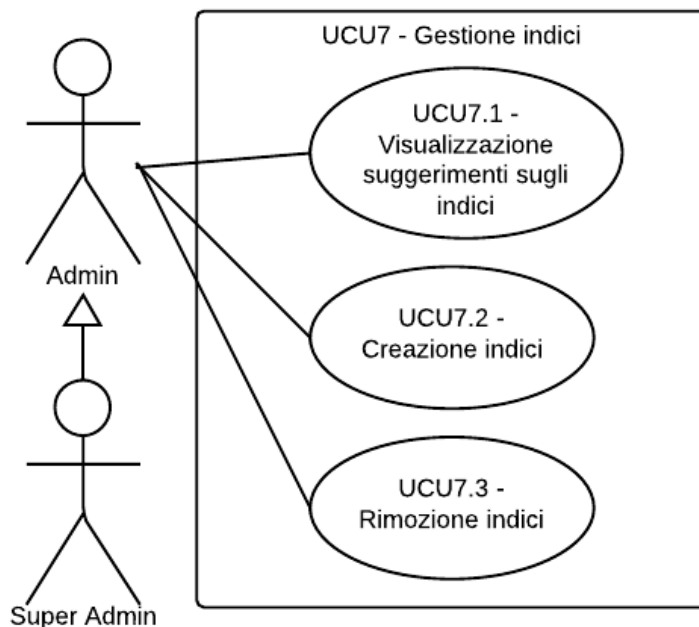 UCU7 - Gestione indici
UCU7.1 -
Visualizzazione
suggerimenti sugli
indici
Admin
UCU7.2 -
Creazione indici
UCU7.3 -
Rimozione indici
Super Admin